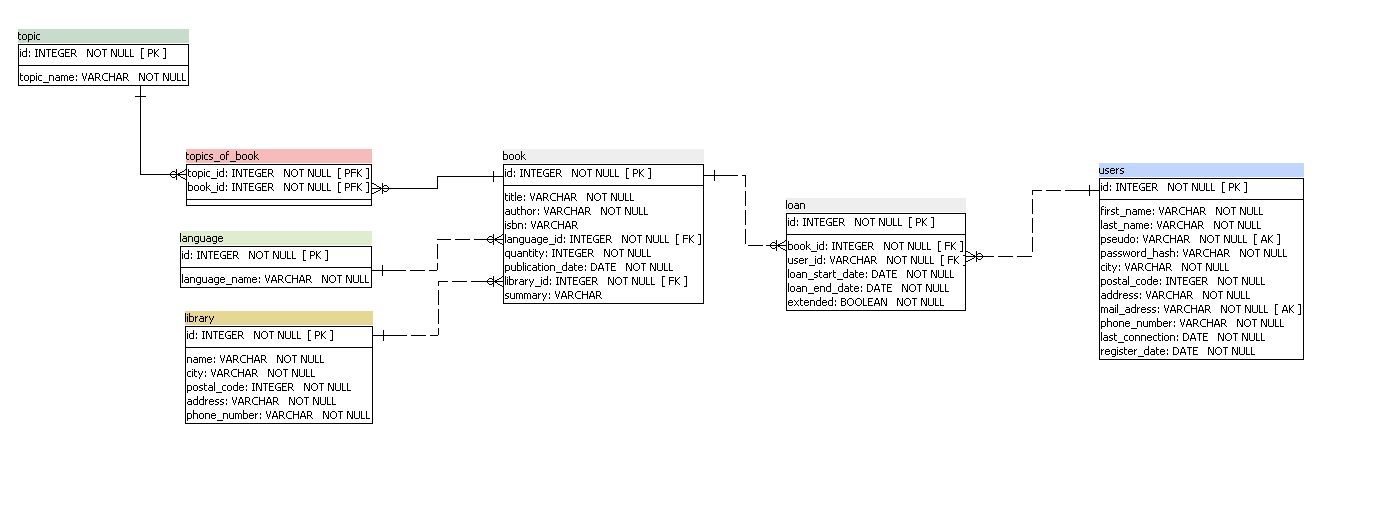 topic
id: INTEGER NOT NULL [ PK ]
topic_name: VARCHAR NOT NULL
topics_of_book
topic_id: INTEGER NOT NULL [ PFK ]
book_id: INTEGER NOT NULL [ PFK ]
language
id: INTEGER NOT NULL [ PK ]
language_name: VARCHAR NOT NULL
library
id: INTEGER NOT NULL [ PK ]
name: VARCHAR NOT NULL
city: VARCHAR NOT NULL
postal_code: INTEGER NOT NULL
address: VARCHAR NOT NULL
phone_number: VARCHAR NOT NULL
book
id: INTEGER NOT NULL [ PK ]
title: VARCHAR NOT NULL
author: VARCHAR NOT NULL
isbn: VARCHAR
language_id: INTEGER NOT NULL [ FK ]
quantity: INTEGER NOT NULL
publication_date: DATE NOT NULL
library_id: INTEGER NOT NULL [ FK ]
summary: VARCHAR
loan
id: INTEGER NOT NULL [ PK ]
book_id: INTEGER NOT NULL [ FK ]
user_id: VARCHAR NOT NULL [ FK ]
loan_start_date: DATE NOT NULL
loan_end_date: DATE NOT NULL
extended: BOOLEAN NOT NULL
users
id: INTEGER NOT NULL [ PK ]
first_name: VARCHAR NOT NULL
last_name: VARCHAR NOT NULL
pseudo: VARCHAR NOT NULL [ AK ]
password_hash: VARCHAR NOT NULL
city: VARCHAR NOT NULL
postal_code: INTEGER NOT NULL
address: VARCHAR NOT NULL
mail_adress: VARCHAR NOT NULL [ AK ]
phone_number: VARCHAR NOT NULL
last_connection: DATE NOT NULL
register_date: DATE NOT NULL